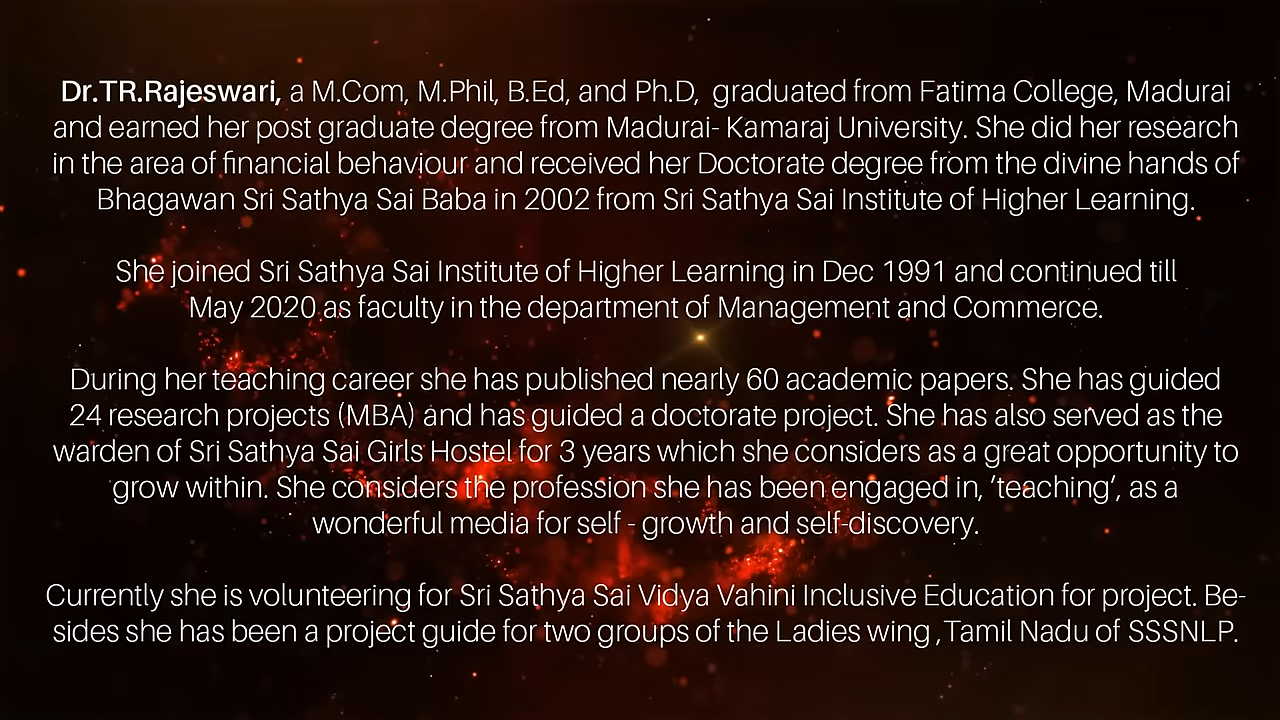 Dr.TR.Rajeswari, a M.Com, M.Phil, B.Ed, and Ph.D, graduated from Fatima College, Madurai
and earned her post graduate degree from Madurai- Kamaraj University. She did her research
in the area of financial behaviour and received her Doctorate degree from the divine hands of
Bhagawan Sri Sathya Sai Baba in 2002 from Sri Sathya Sai Institute of Higher Learning.
She joined Sri Sathya Sai Institute of Higher Learning in Dec 1991 and continued till
May 2020 as faculty in the department of Management and Commerce.
During her teaching career she has published nearly 60 academic papers. She has guided
24 research projects (MBA) and has guided a doctorate project. She has also served as the
warden of Sri Sathya Sai Girls Hostel for 3 years which she considers as a great opportunity to
grow within. She considers the profession she has been engaged in, 'teaching', as a
wonderful media for self - growth and self-discovery.
Currently she is volunteering for Sri Sathya Sai Vidya Vahini Inclusive Education for project. Be-
sides she has been a project guide for two groups of the Ladies wing ,Tamil Nadu of SSSNLP.